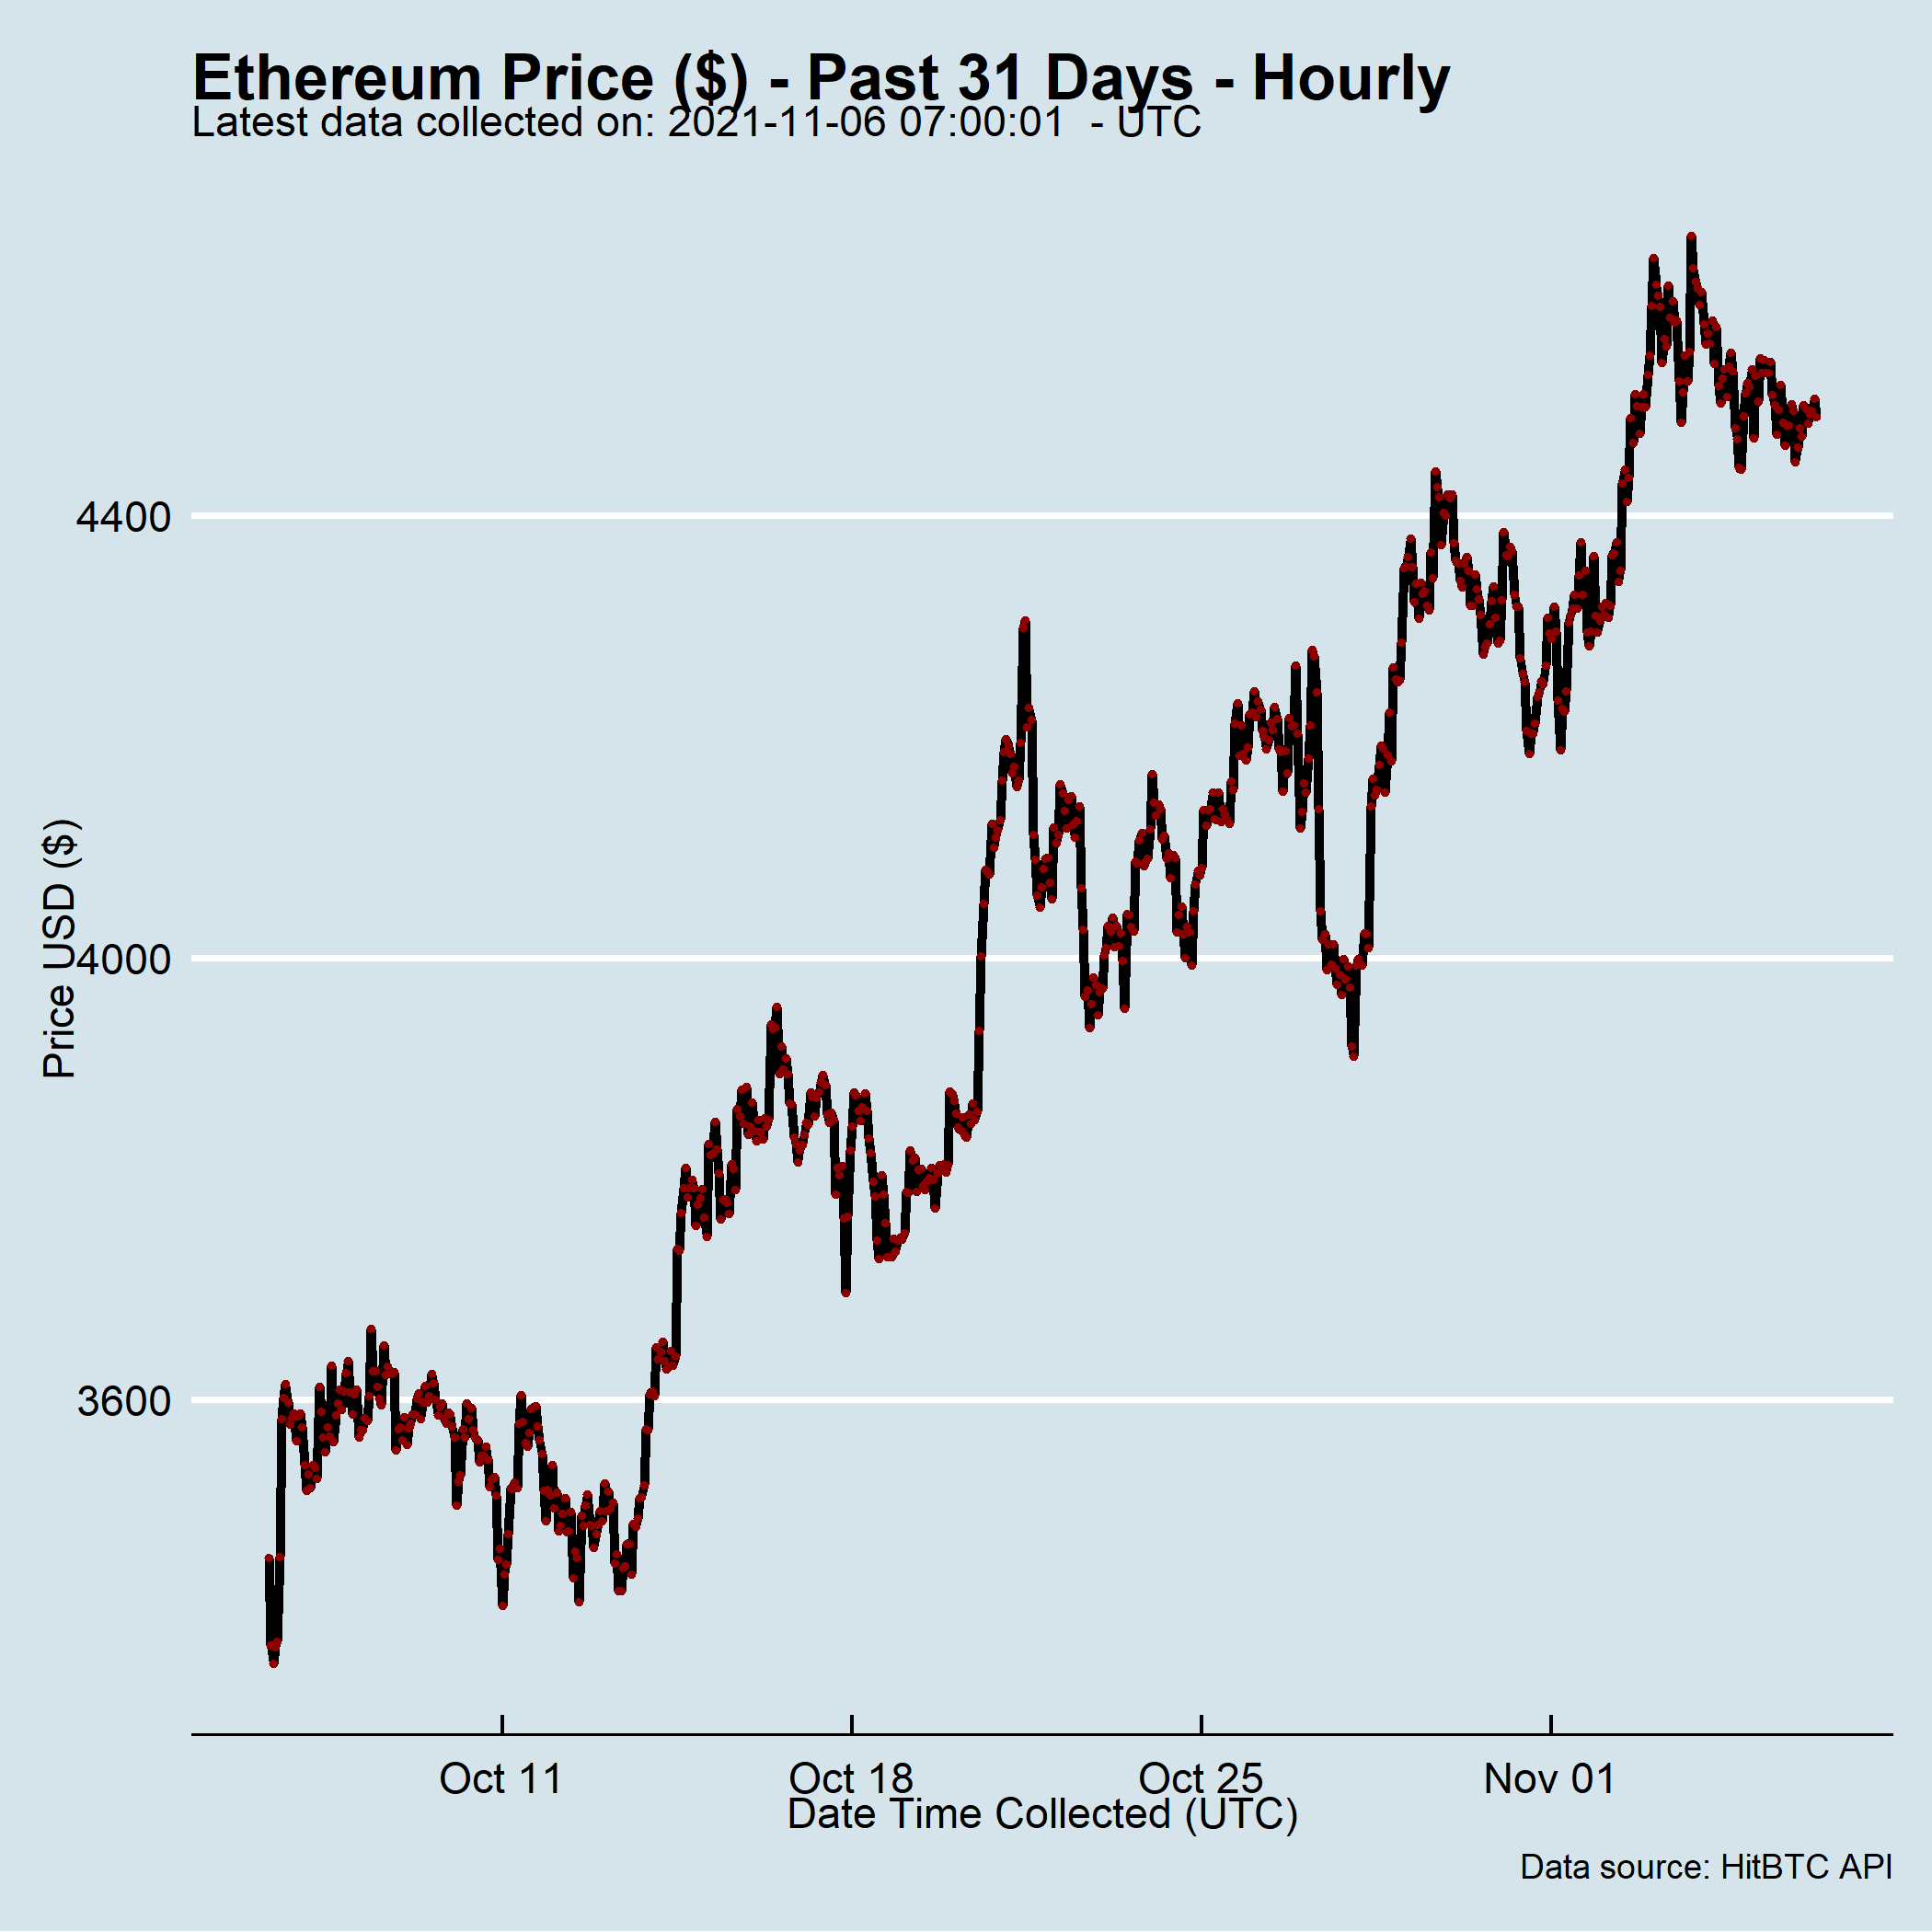 Ethereum Price ($) - Past 31 Days - Hourly
Latest data collected on: 2021-11-06 07:00:01  - UTC
4400
4000
3600
Price USD ($)
Oct 11
Oct 18
Oct 25
Nov 01
Date Time Collected (UTC)
Data source: HitBTC API